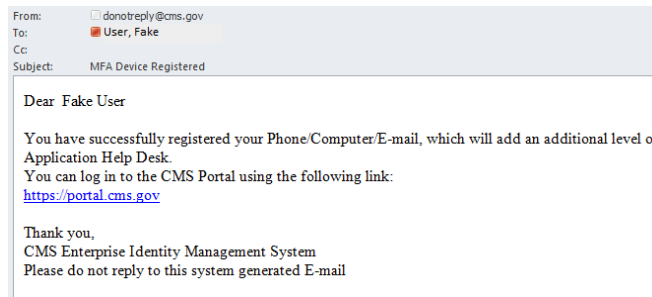 From: donotreply@cms.gov
To: User, Fake
Cc:
Subject: MFA Device Registered
Dear Fake User
You have successfully registered your Phone/Computer/E-mail, which will add an additional level o
Application Help Desk.
You can log in to the CMS Portal using the following link:
https://portal.cms.gov
Thank you,
CMS Enterprise Identity Management System
Please do not reply to this system generated E-mail